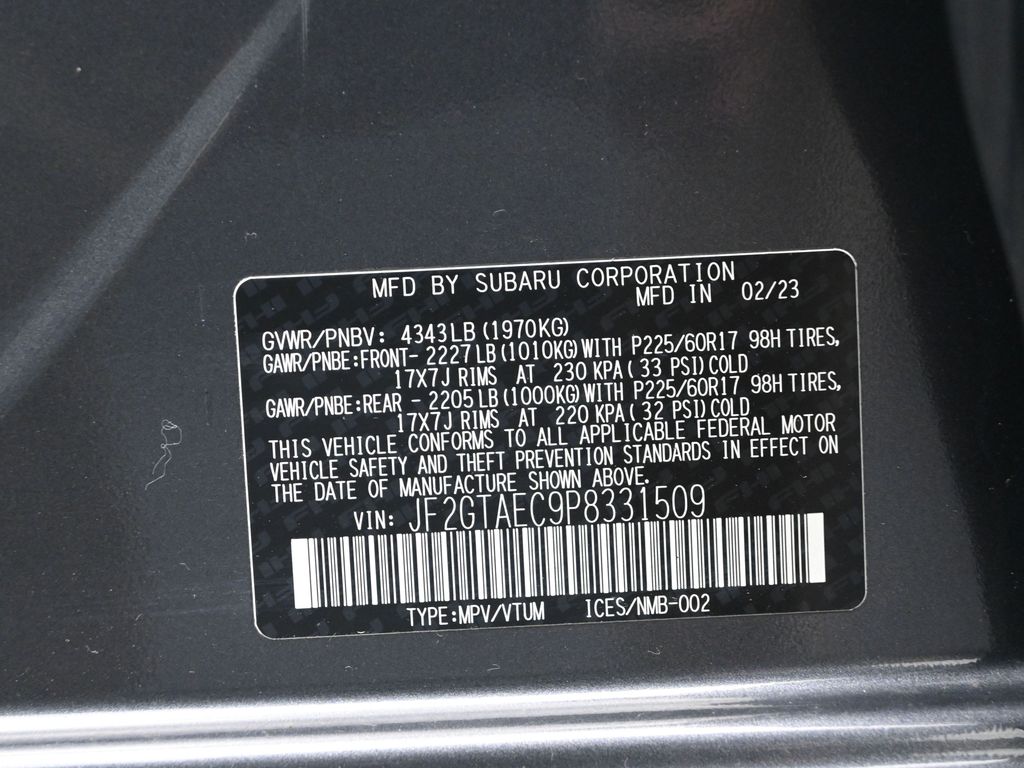 MFD BY SUBARU CORPORATION
MFD IN 02/23
GVWR/PNBV: 4343LB (1970KG)
GAWR/PNBE:FRONT- 2227LB (1010KG) WITH P225/60R17 98H TIRES,
17X7J RIMS AT 230 KPA ( 33 PSI) COLD
GAWR/PNBE:REAR - 2205LB (1000KG) WITH P225/60R17 98H TIRES,
17X7J RIMS AT 220 KPA ( 32 PSI) COLD
THIS VEHICLE CONFORMS TO ALL APPLICABLE FEDERAL MOTOR
VEHICLE SAFETY AND THEFT PREVENTION STANDARDS IN EFFECT ON
THE DATE OF MANUFACTURE SHOWN ABOVE.
VIN: JF2GTAEC9P8331509
TYPE:MPV/VTUM ICES/NMB-002